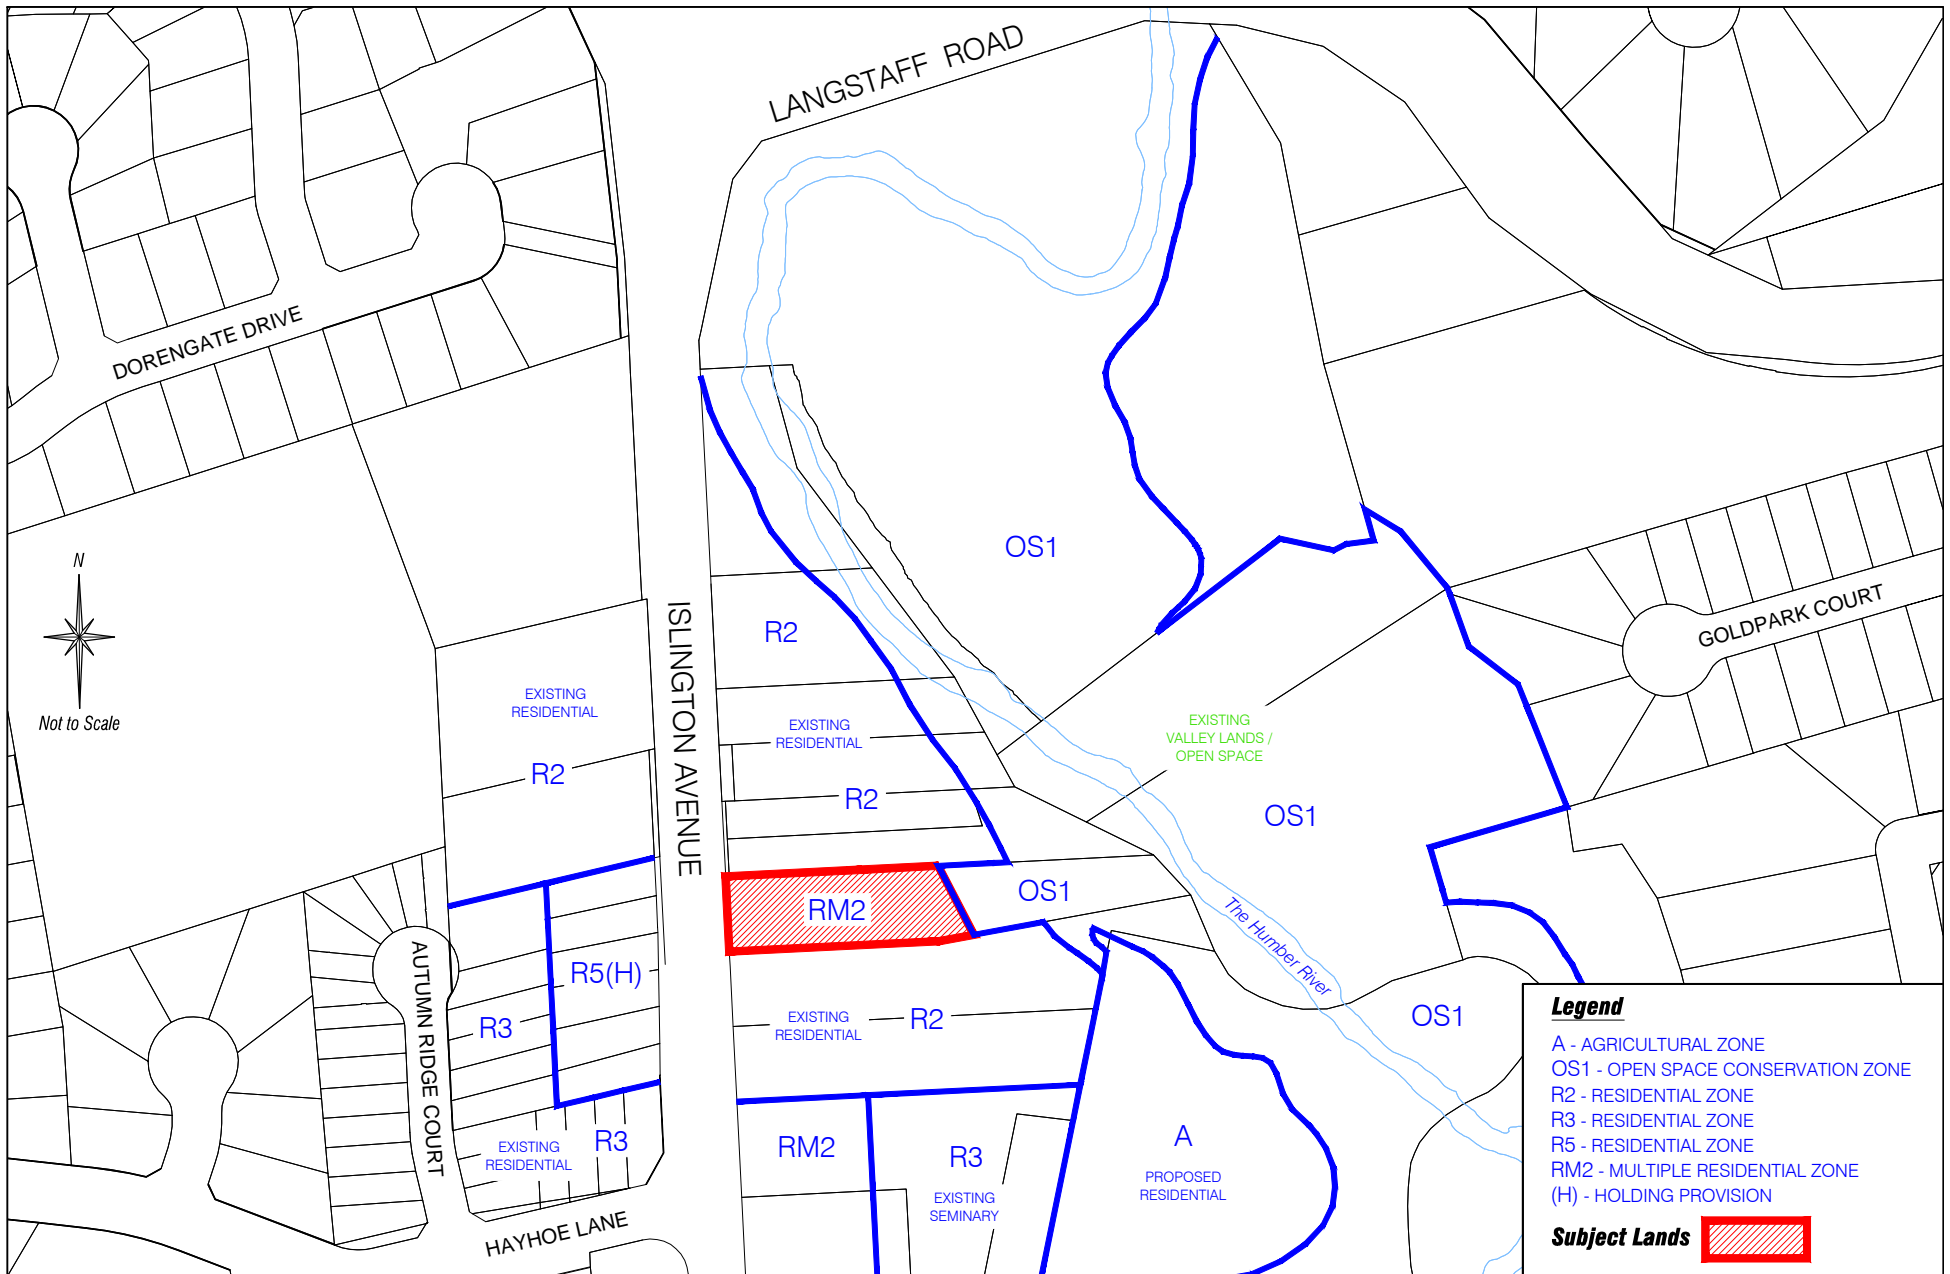 LANGSTAFF ROAD
DORENGATE DRIVE
N
Not to Scale
ISLINGTON AVENUE
OS1
R2
EXISTING
RESIDENTIAL
R2
EXISTING
RESIDENTIAL
R2
EXISTING
VALLEY LANDS /
OPEN SPACE
OS1
GOLDPARK COURT
RM2
OS1
The Humber River
AUTUMN RIDGE COURT
R5(H)
R3
EXISTING
RESIDENTIAL
R2
OS1
EXISTING
RESIDENTIAL
R3
RM2
R3
EXISTING
SEMINARY
A
PROPOSED
RESIDENTIAL
HAYHOE LANE
Legend
A - AGRICULTURAL ZONE
OS1 - OPEN SPACE CONSERVATION ZONE
R2 - RESIDENTIAL ZONE
R3 - RESIDENTIAL ZONE
R5 - RESIDENTIAL ZONE
RM2 - MULTIPLE RESIDENTIAL ZONE
(H) - HOLDING PROVISION
Subject Lands